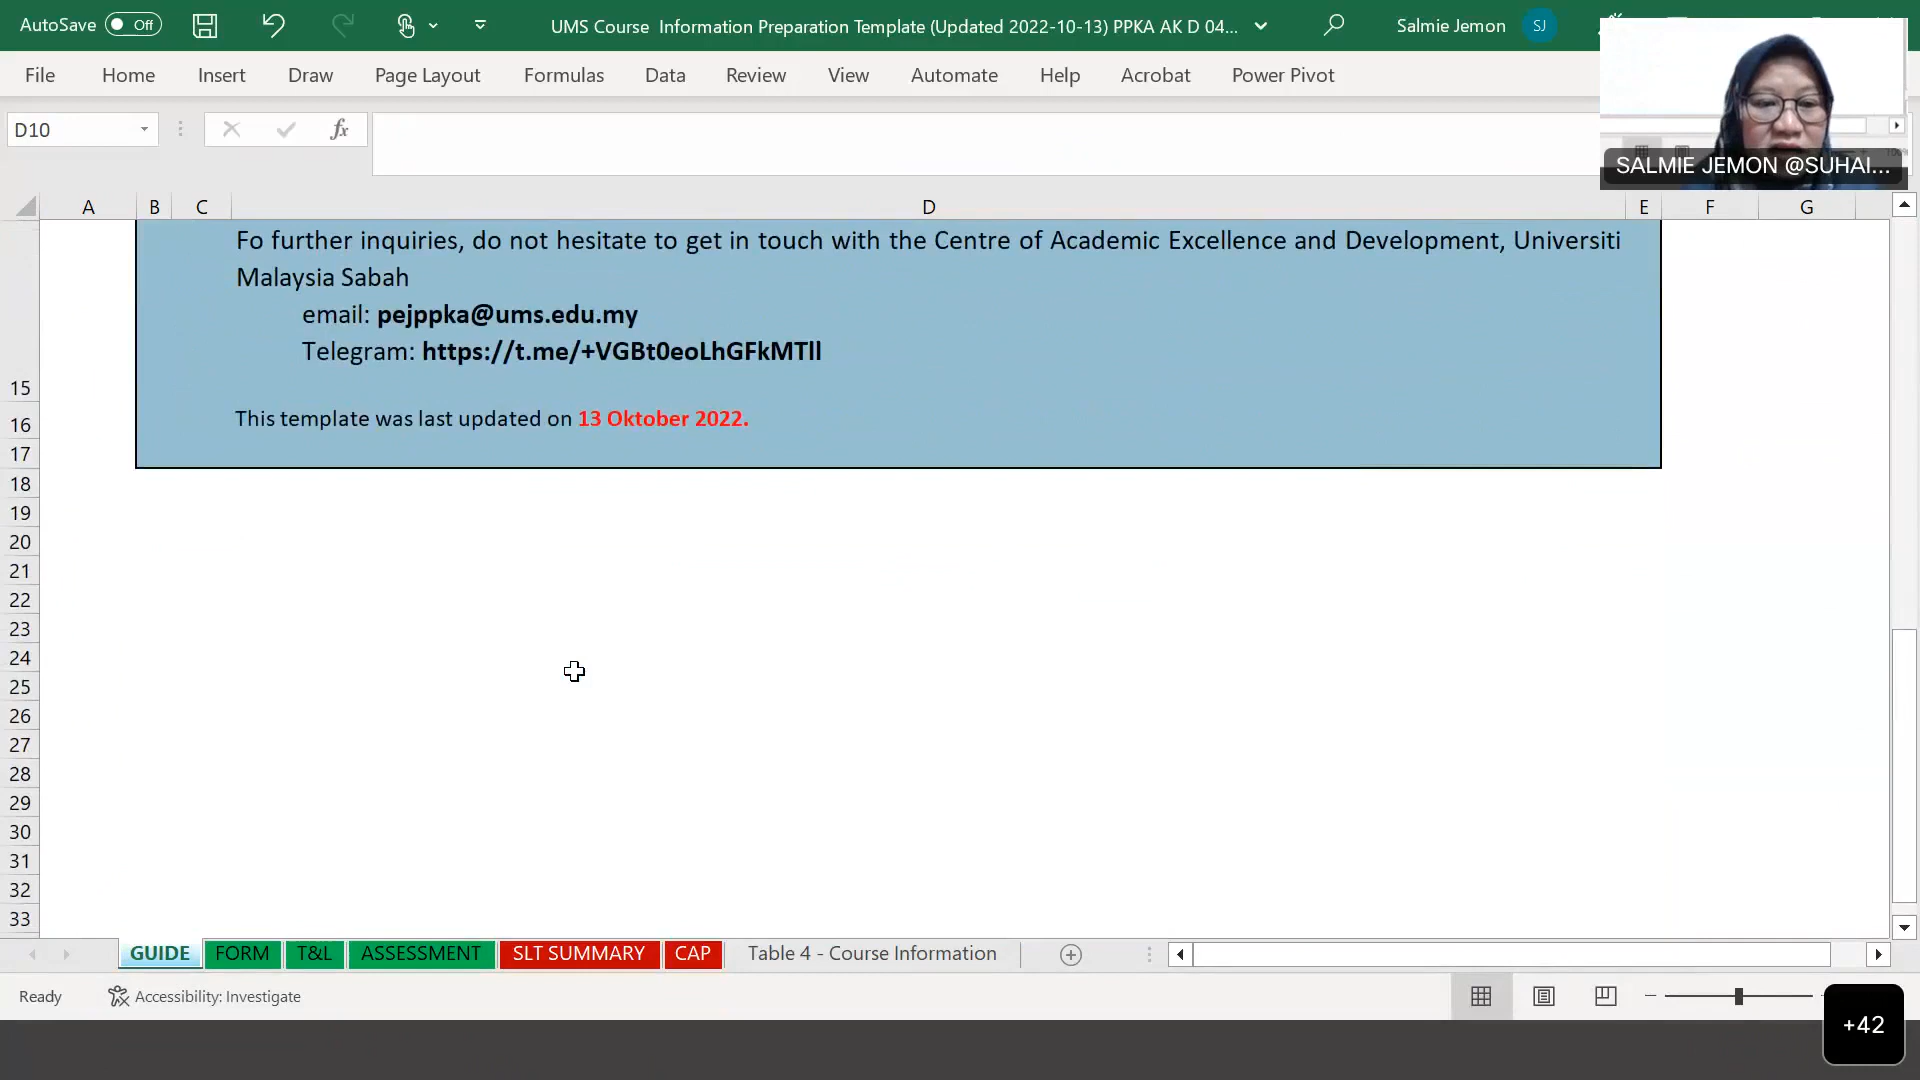 AutoSave Off
UMS Course Information Preparation Template (Updated 2022-10-13) PPKA AK D 04...
Salmie Jemon SJ
File Home Insert Draw Page Layout Formulas Data Review View Automate Help Acrobat Power Pivot
D10 fx
SALMIE JEMON @SUHAI...
A B C D E F G
Fo further inquiries, do not hesitate to get in touch with the Centre of Academic Excellence and Development, Universiti
Malaysia Sabah
email: pejppka@ums.edu.my
Telegram: https://t.me/+VGBt0eoLhGFkMTll
15
This template was last updated on 13 Oktober 2022.
16
17
18
19
20
21
22
23
24
25
26
27
28
29
30
31
32
33
GUIDE FORM T&L ASSESSMENT SLT SUMMARY CAP Table 4 - Course Information
Ready Accessibility: Investigate
+42